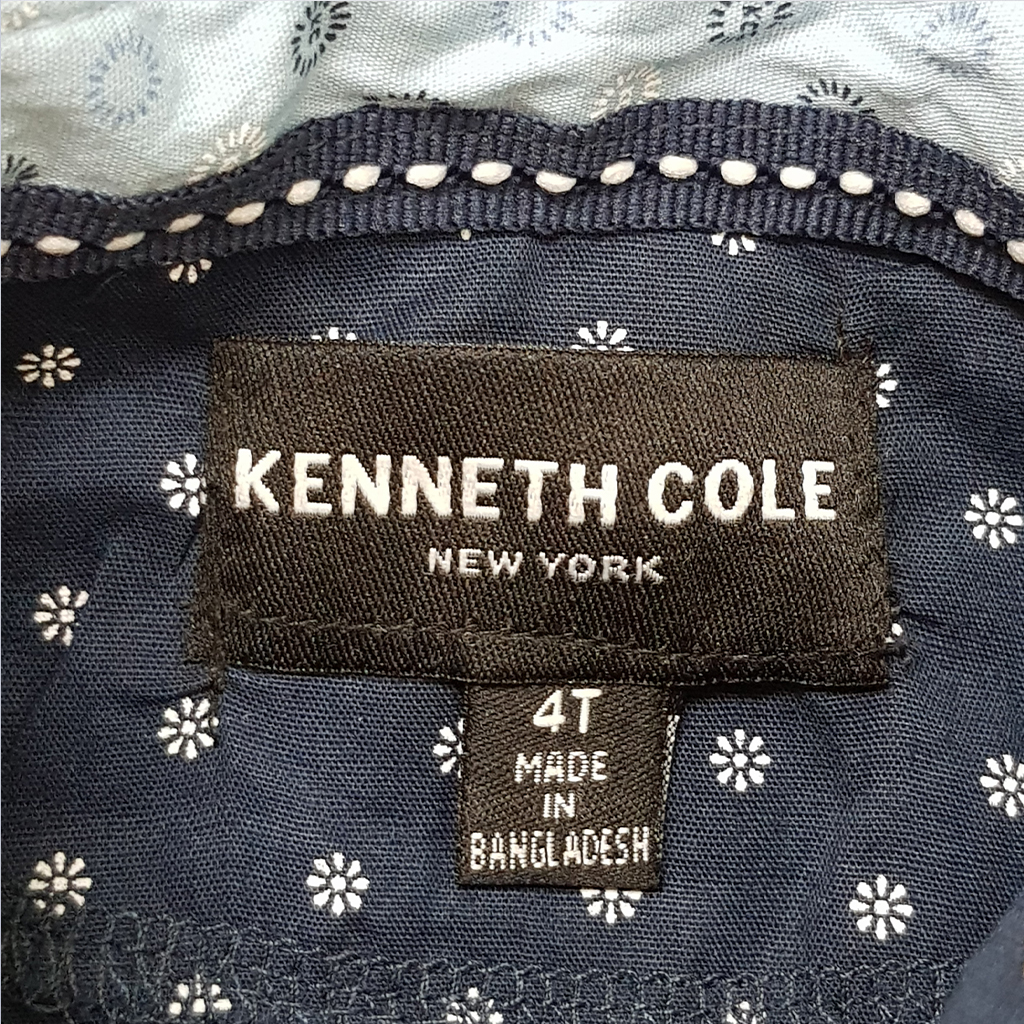 KENNETH COLE
NEW YORK
4T
MADE
IN
BANGLADESH